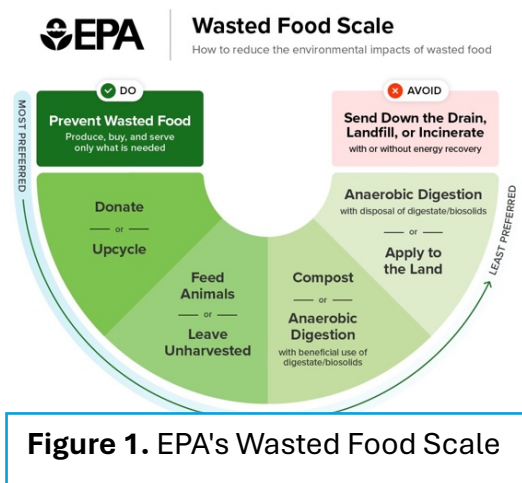 EPA
Wasted Food Scale
How to reduce the environmental impacts of wasted food
DO
Prevent Wasted Food
Produce, buy, and serve
only what is needed
AVOID
Send Down the Drain,
Landfill, or Incinerate
with or without energy recovery
MOST PREFERRED
Donate
or
Upcycle
Feed
Animals
or
Leave
Unharvested
Compost
or
Anaerobic
Digestion
with beneficial use of
digestate/biosolids
Anaerobic Digestion
with disposal of digestate/biosolids
or
Apply to
the Land
LEAST PREFERRED
Figure 1. EPA's Wasted Food Scale